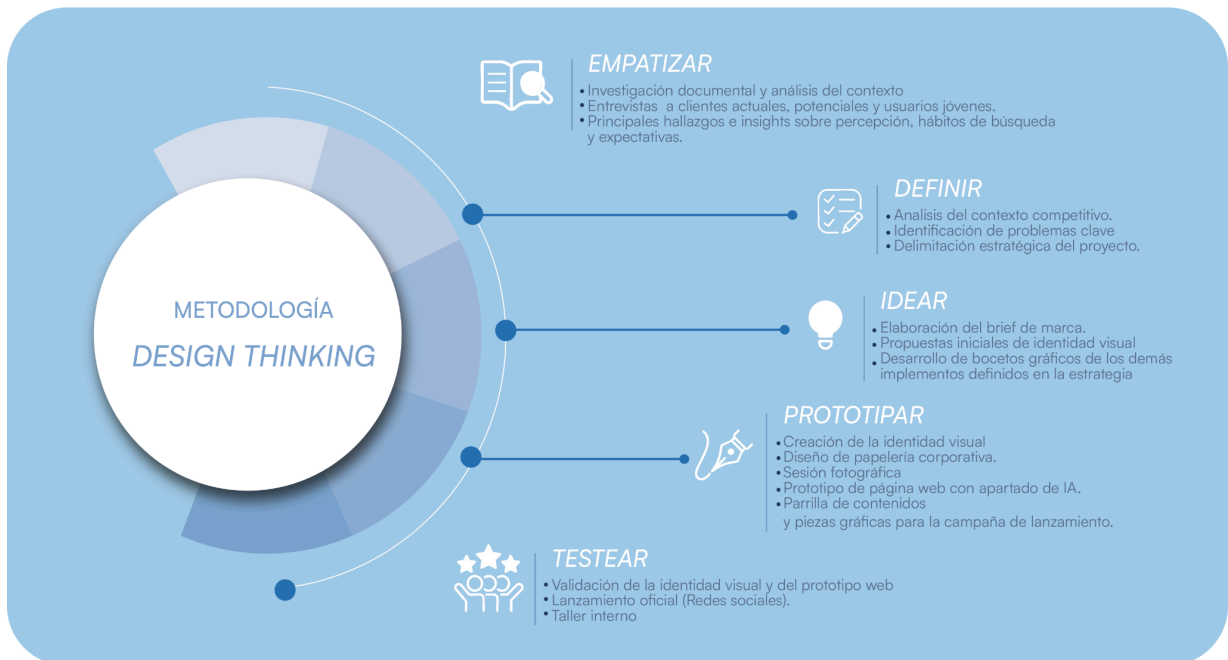 METODOLOGÍA
DESIGN THINKING
EMPATIZAR
• Investigación documental y análisis del contexto
• Entrevistas a clientes actuales, potenciales y usuarios jóvenes.
• Principales hallazgos e insights sobre percepción, hábitos de búsqueda
y expectativas.
DEFINIR
• Analisis del contexto competitivo.
• Identificación de problemas clave
• Delimitación estratégica del proyecto.
IDEAR
• Elaboración del brief de marca.
• Propuestas iniciales de identidad visual
• Desarrollo de bocetos gráficos de los demás
implementos definidos en la estrategia
PROTOTIPAR
• Creación de la identidad visual
• Diseño de papelería corporativa.
• Sesión fotográfica
• Prototipo de página web con apartado de IA.
• Parrilla de contenidos
y piezas gráficas para la campaña de lanzamiento.
TESTEAR
• Validación de la identidad visual y del prototipo web
• Lanzamiento oficial (Redes sociales).
• Taller interno